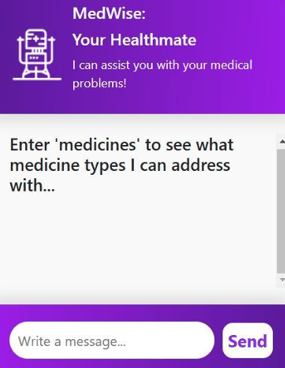 MedWise:
Your Healthmate
I can assist you with your medical
problems!
Enter 'medicines' to see what
medicine types I can address
with...
Write a message...
Send